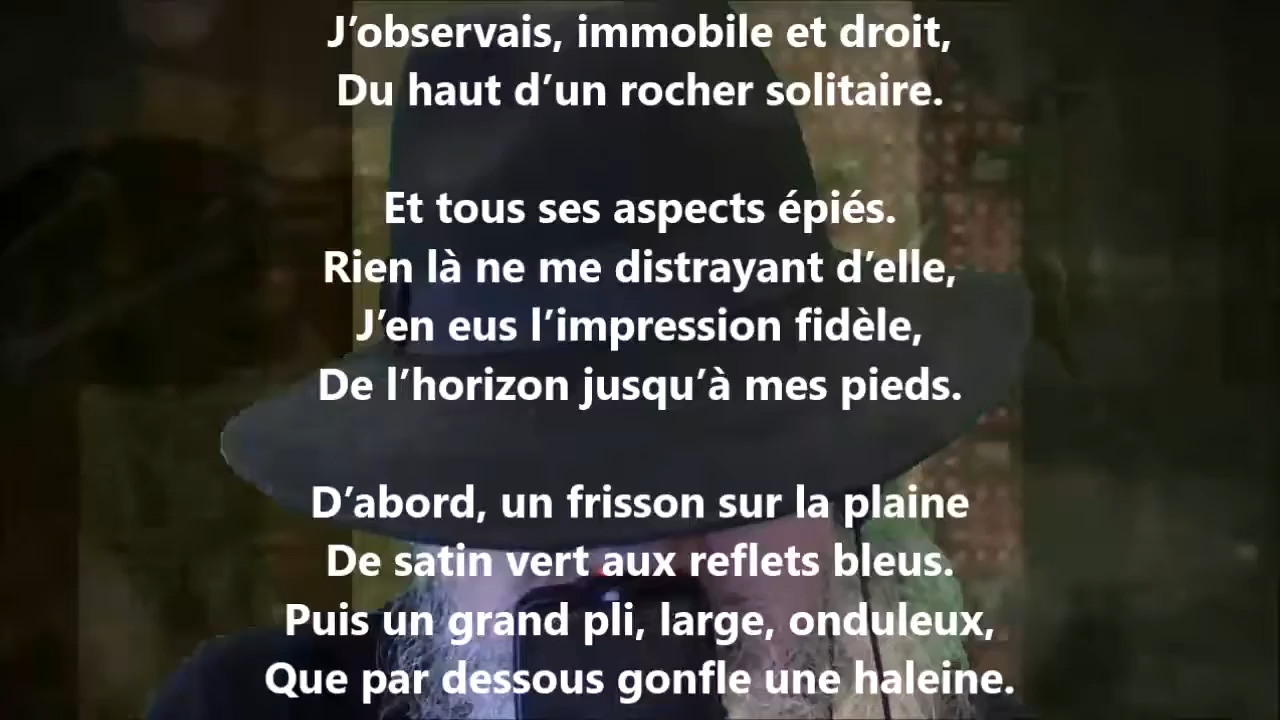 J’observais, immobile et droit,
Du haut d’un rocher solitaire.
Et tous ses aspects épiés.
Rien là ne me distrayant d’elle,
J’en eus l’impression fidèle,
De l’horizon jusqu’à mes pieds.
D’abord, un frisson sur la plaine
De satin vert aux reflets bleus.
Puis un grand pli, large, onduleux,
Que par dessous gonfle une haleine.